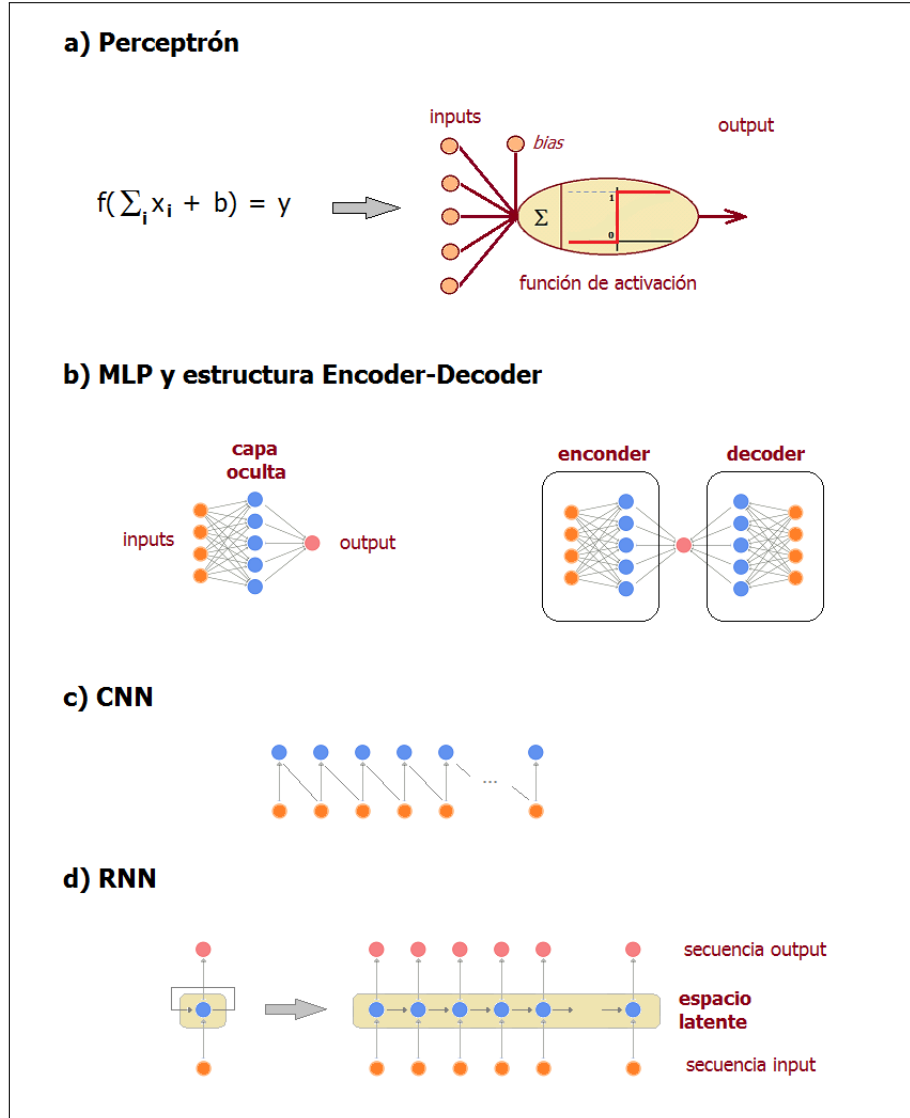 a) Perceptrón
inputs
bias
output
f(∑ᵢ xᵢ + b) = y
Σ
1
0
función de activación
b) MLP y estructura Encoder-Decoder
capa
oculta
inputs
output
enconder
decoder
c) CNN
...
d) RNN
secuencia output
espacio
latente
secuencia input